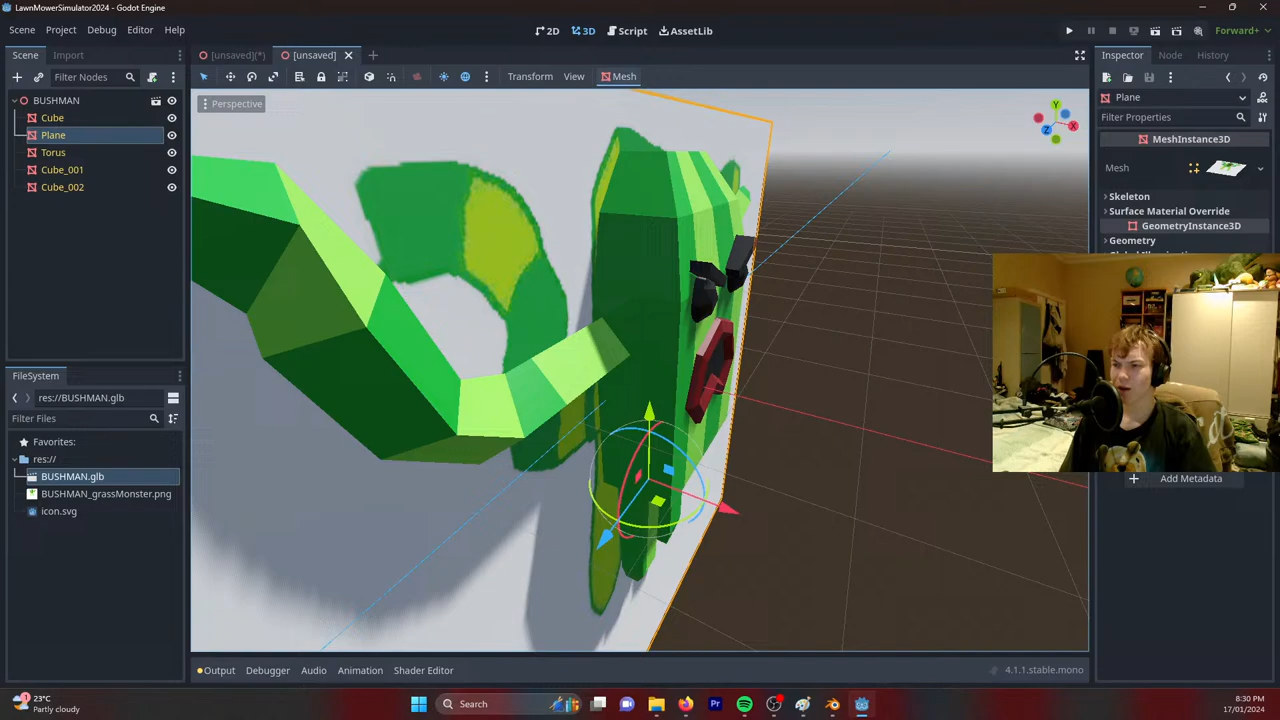 LawnMowerSimulator2024 - Godot Engine
Scene Project Debug Editor Help
2D 3D Script AssetLib
Forward+
Scene Import
[unsaved](*) [unsaved]
Inspector Node History
Filter Nodes
Transform View Mesh
BUSHMAN
Cube
Plane
Torus
Cube_001
Cube_002
Perspective
Y
X
Z
Plane
Filter Properties
MeshInstance3D
Mesh
Skeleton
Surface Material Override
GeometryInstance3D
Geometry
Add Metadata
FileSystem
res://BUSHMAN.glb
Filter Files
Favorites:
res://
BUSHMAN.glb
BUSHMAN_grassMonster.png
icon.svg
Output Debugger Audio Animation Shader Editor
4.1.1.stable.mono
1
23°C
Partly cloudy
Search
Pr
8:30 PM
17/01/2024